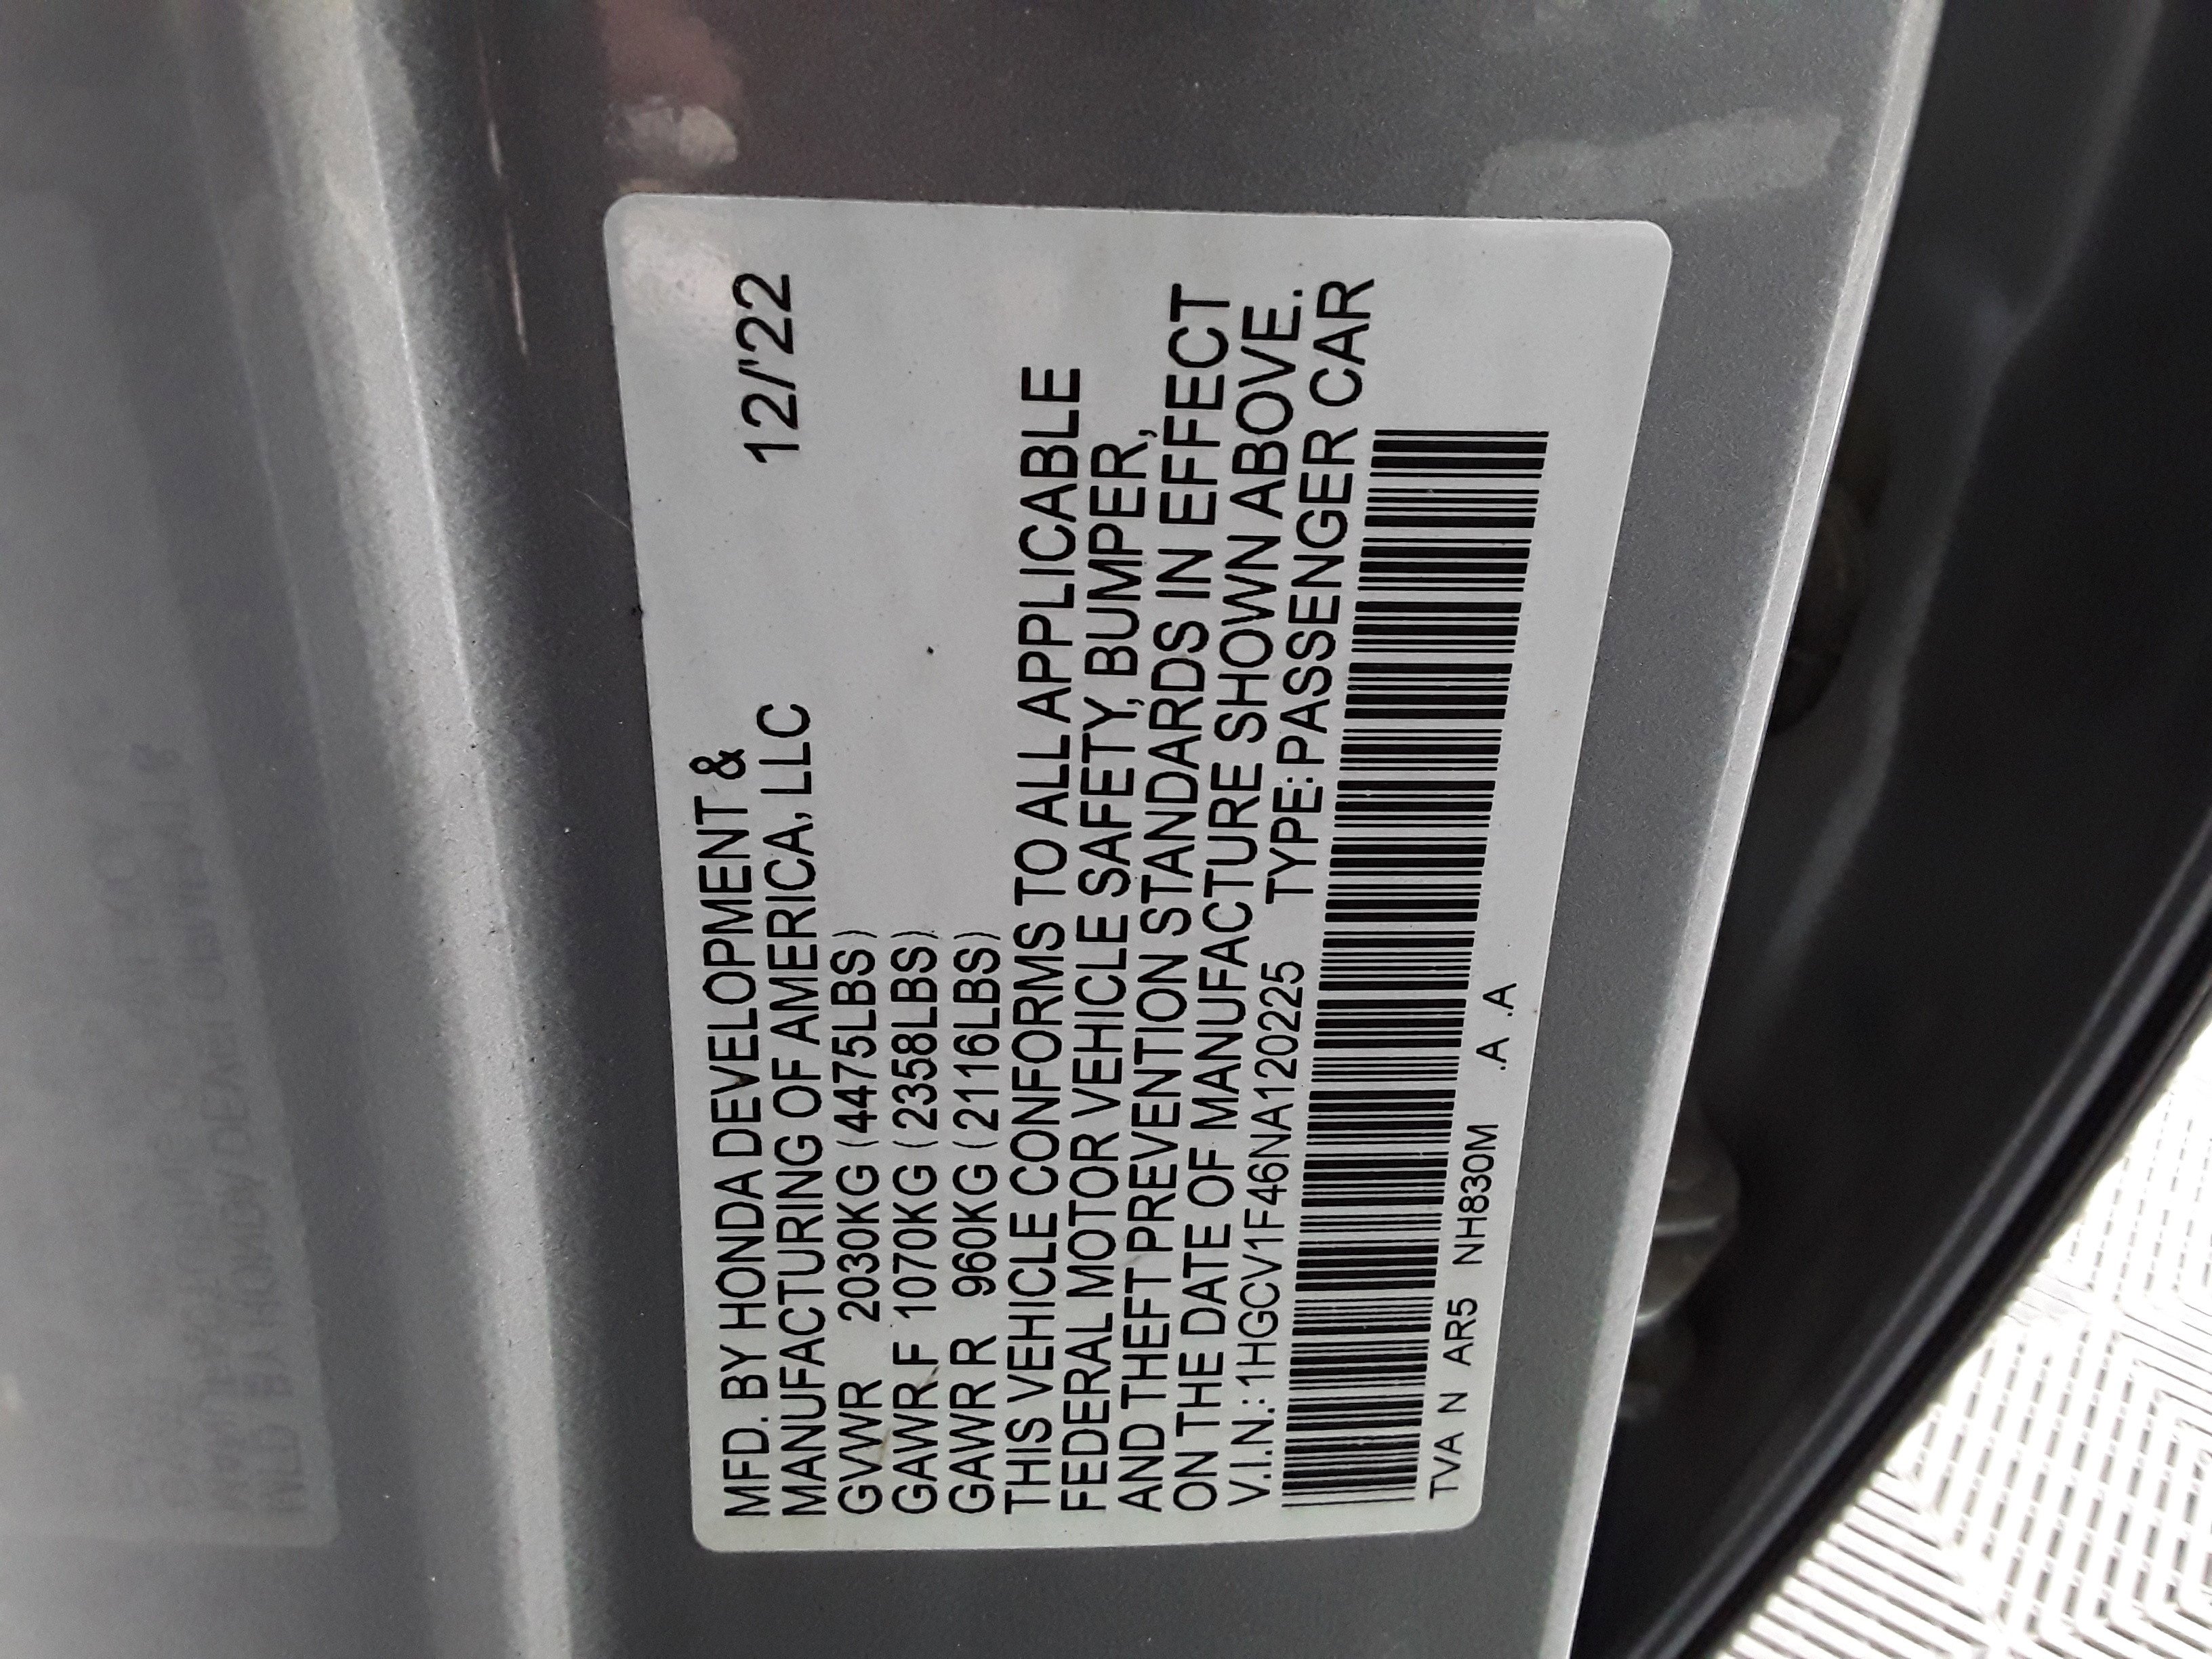 MFD. BY HONDA DEVELOPMENT &
MANUFACTURING OF AMERICA, LLC 12/'22
GVWR 2030KG (4475LBS)
GAWR F 1070KG (2358LBS)
GAWR R 960KG (2116LBS)
THIS VEHICLE CONFORMS TO ALL APPLICABLE
FEDERAL MOTOR VEHICLE SAFETY, BUMPER,
AND THEFT PREVENTION STANDARDS IN EFFECT
ON THE DATE OF MANUFACTURE SHOWN ABOVE.
V.I.N.: 1HGCV1F46NA120225 TYPE: PASSENGER CAR
TVA N AR5 NH830M .A .A